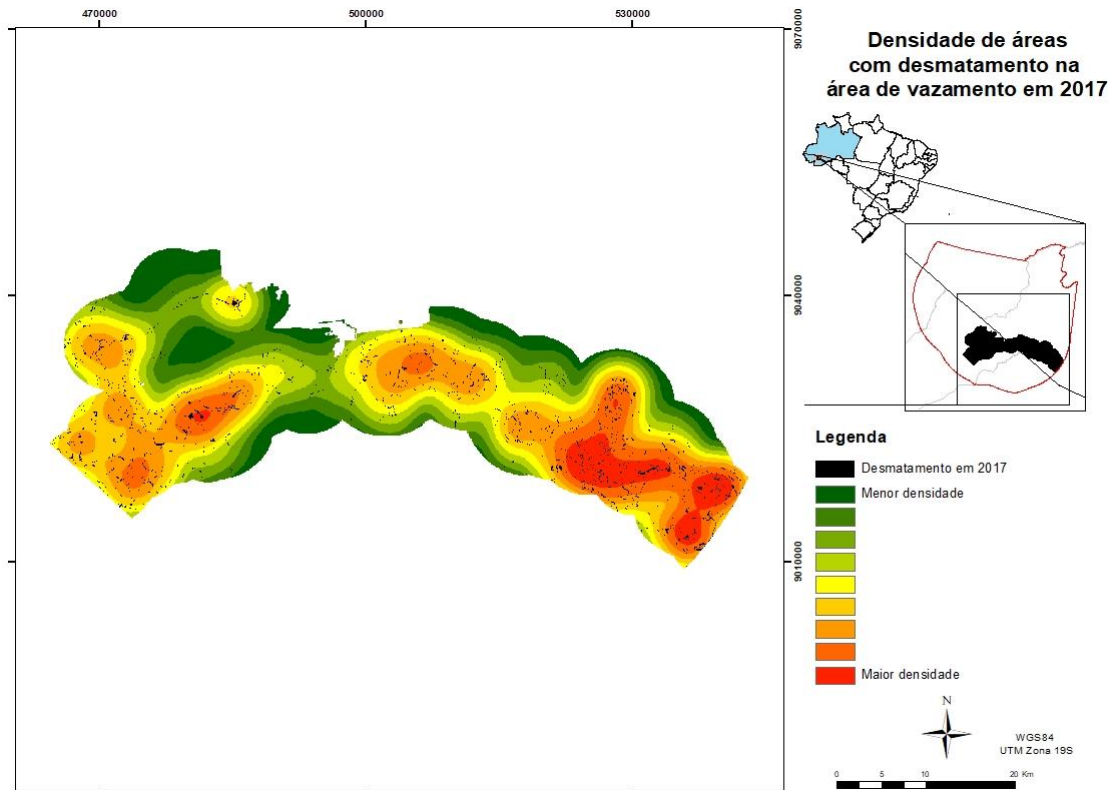 470000
500000
530000
9070000
9040000
9010000
Densidade de áreas
com desmatamento na
área de vazamento em 2017
Legenda
Desmatamento em 2017
Menor densidade
Maior densidade
N
WGS84
UTM Zona 19S
0 5 10 20 Km